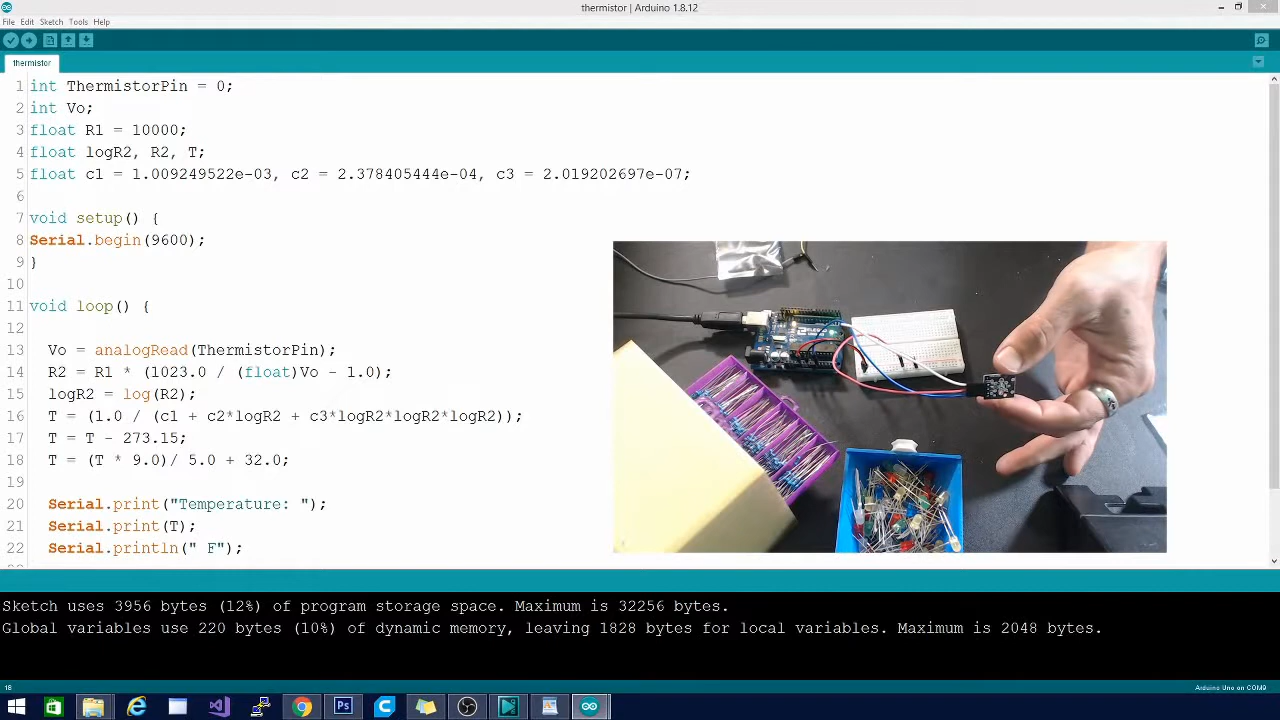 thermistor | Arduino 1.8.12
File Edit Sketch Tools Help
thermistor
1 int ThermistorPin = 0;
2 int Vo;
3 float R1 = 10000;
4 float logR2, R2, T;
5 float c1 = 1.009249522e-03, c2 = 2.378405444e-04, c3 = 2.019202697e-07;
6
7 void setup() {
8 Serial.begin(9600);
9 }
10
11 void loop() {
12
13 Vo = analogRead(ThermistorPin);
14 R2 = R1 * (1023.0 / (float)Vo - 1.0);
15 logR2 = log(R2);
16 T = (1.0 / (c1 + c2*logR2 + c3*logR2*logR2*logR2));
17 T = T - 273.15;
18 T = (T * 9.0)/ 5.0 + 32.0;
19
20 Serial.print("Temperature: ");
21 Serial.print(T);
22 Serial.println(" F");
Sketch uses 3956 bytes (12%) of program storage space. Maximum is 32256 bytes.
Global variables use 220 bytes (10%) of dynamic memory, leaving 1828 bytes for local variables. Maximum is 2048 bytes.
18
Arduino Uno on COM9
Ps